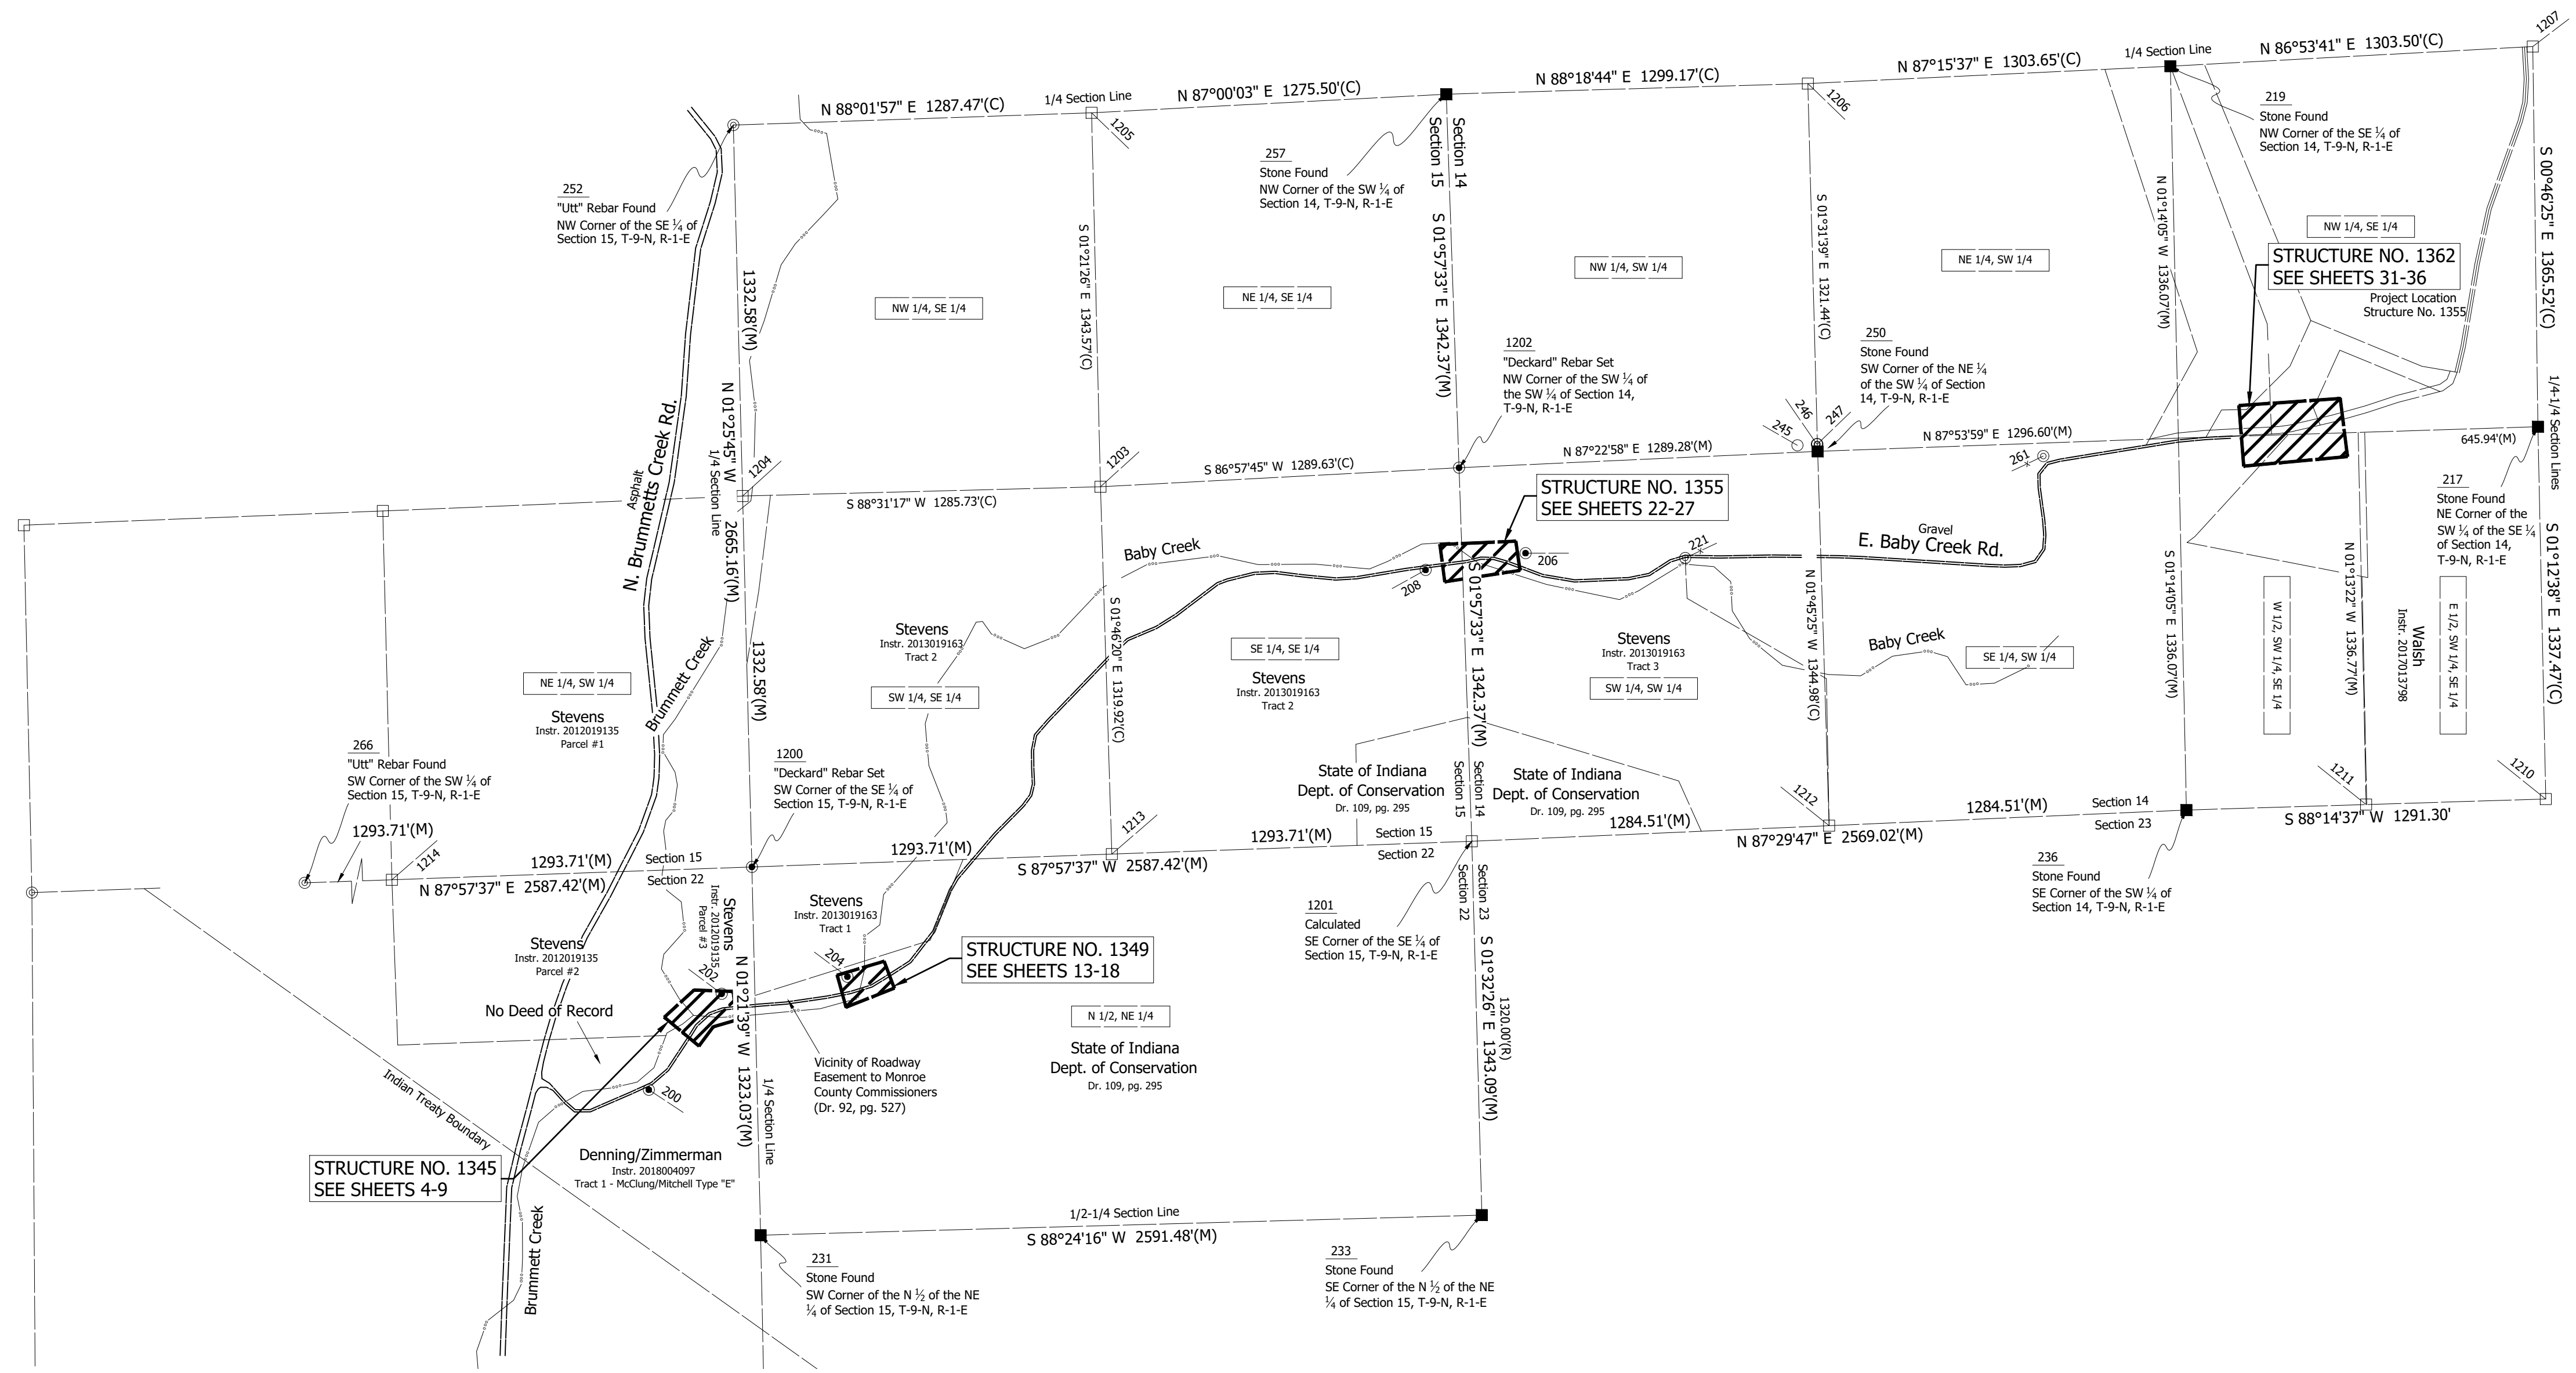 1207
N 86°53'41" E 1303.50'(C)
1/4 Section Line
N 87°15'37" E 1303.65'(C)
N 88°18'44" E 1299.17'(C)
N 87°00'03" E 1275.50'(C)
1/4 Section Line
N 88°01'57" E 1287.47'(C)
1205
1206
219
Stone Found
NW Corner of the SE ¼ of
Section 14, T-9-N, R-1-E
257
Stone Found
NW Corner of the SW ¼ of
Section 14, T-9-N, R-1-E
Section 14
Section 15
252
"Utt" Rebar Found
NW Corner of the SE ¼ of
Section 15, T-9-N, R-1-E
S 00°46'25" E 1365.52'(C)
N 01°14'05" W 1336.07'(M)
S 01°31'39" E 1321.44'(C)
S 01°57'33" E 1342.37'(M)
S 01°21'26" E 1343.57'(C)
1332.58'(M)
NW 1/4, SE 1/4
NE 1/4, SE 1/4
NW 1/4, SW 1/4
NE 1/4, SW 1/4
NW 1/4, SE 1/4
STRUCTURE NO. 1362
SEE SHEETS 31-36
Project Location
Structure No. 1355
1202
"Deckard" Rebar Set
NW Corner of the SW ¼ of
the SW ¼ of Section 14,
T-9-N, R-1-E
250
Stone Found
SW Corner of the NE ¼
of the SW ¼ of Section
14, T-9-N, R-1-E
245
246
247
N 01°25'45" W 2665.16'(M)
1/4 Section Line
Asphalt
N. Brummetts Creek Rd.
1204
1203
S 88°31'17" W 1285.73'(C)
S 86°57'45" W 1289.63'(C)
N 87°22'58" E 1289.28'(M)
N 87°53'59" E 1296.60'(M)
645.94'(M)
1/4-1/4 Section Lines
261
217
Stone Found
NE Corner of the
SW ¼ of the SE ¼
of Section 14,
T-9-N, R-1-E
STRUCTURE NO. 1355
SEE SHEETS 22-27
Baby Creek
206
208
221
Gravel
E. Baby Creek Rd.
S 01°12'38" E 1337.47'(C)
N 01°13'22" W 1336.77'(M)
S 01°14'05" E 1336.07'(M)
N 01°45'25" W 1344.98'(C)
S 01°57'33" E 1342.37'(M)
S 01°46'20" E 1319.92'(C)
1332.58'(M)
W 1/2, SW 1/4, SE 1/4
Walsh
Instr. 2017013798
E 1/2, SW 1/4, SE 1/4
Brummett Creek
NE 1/4, SW 1/4
Stevens
Instr. 2012019135
Parcel #1
Stevens
Instr. 2013019163
Tract 2
SW 1/4, SE 1/4
SE 1/4, SE 1/4
Stevens
Instr. 2013019163
Tract 2
Stevens
Instr. 2013019163
Tract 3
SW 1/4, SW 1/4
Baby Creek
SE 1/4, SW 1/4
266
"Utt" Rebar Found
SW Corner of the SW ¼ of
Section 15, T-9-N, R-1-E
1200
"Deckard" Rebar Set
SW Corner of the SE ¼ of
Section 15, T-9-N, R-1-E
State of Indiana
Dept. of Conservation
Dr. 109, pg. 295
State of Indiana
Dept. of Conservation
Dr. 109, pg. 295
Section 14
Section 15
1212
1211
1210
1213
1214
1293.71'(M)
1293.71'(M)
Section 15
Section 22
N 87°57'37" E 2587.42'(M)
1293.71'(M)
S 87°57'37" W 2587.42'(M)
1293.71'(M)
Section 15
Section 22
1284.51'(M)
N 87°29'47" E 2569.02'(M)
1284.51'(M)
Section 14
Section 23
S 88°14'37" W 1291.30'
236
Stone Found
SE Corner of the SW ¼ of
Section 14, T-9-N, R-1-E
1201
Calculated
SE Corner of the SE ¼ of
Section 15, T-9-N, R-1-E
Section 23
Section 22
S 01°32'26" E 1343.09'(M)
1320.00'(R)
Stevens
Instr. 2012019135
Parcel #3
Stevens
Instr. 2013019163
Tract 1
Stevens
Instr. 2012019135
Parcel #2
204
202
200
STRUCTURE NO. 1349
SEE SHEETS 13-18
No Deed of Record
N 01°21'39" W 1323.03'(M)
1/4 Section Line
N 1/2, NE 1/4
State of Indiana
Dept. of Conservation
Dr. 109, pg. 295
Vicinity of Roadway
Easement to Monroe
County Commissioners
(Dr. 92, pg. 527)
Indian Treaty Boundary
STRUCTURE NO. 1345
SEE SHEETS 4-9
Denning/Zimmerman
Instr. 2018004097
Tract 1 - McClung/Mitchell Type "E"
Brummett Creek
1/2-1/4 Section Line
S 88°24'16" W 2591.48'(M)
231
Stone Found
SW Corner of the N ½ of the NE
¼ of Section 15, T-9-N, R-1-E
233
Stone Found
SE Corner of the N ½ of the NE
¼ of Section 15, T-9-N, R-1-E